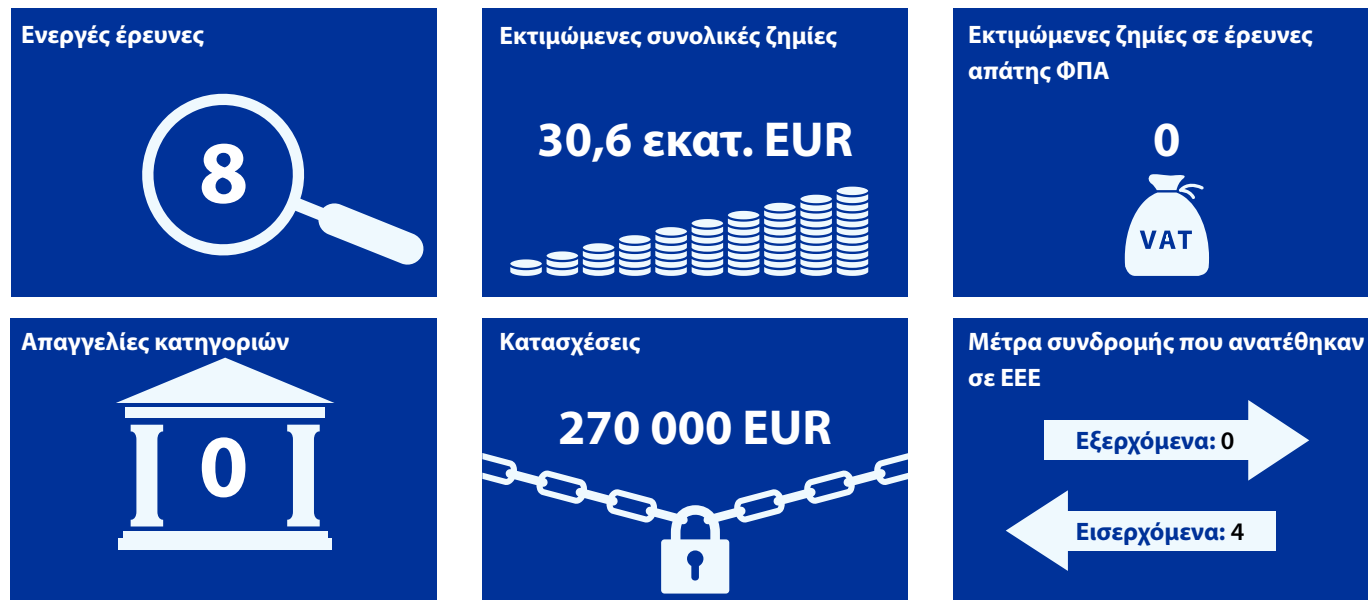 Ενεργές έρευνες
8
Εκτιμώμενες συνολικές ζημίες
30,6 εκατ. EUR
Εκτιμώμενες ζημίες σε έρευνες
απάτης ΦΠΑ
0
VAT
Απαγγελίες κατηγοριών
0
Κατασχέσεις
270 000 EUR
Μέτρα συνδρομής που ανατέθηκαν
σε ΕΕΕ
Εξερχόμενα: 0
Εισερχόμενα: 4